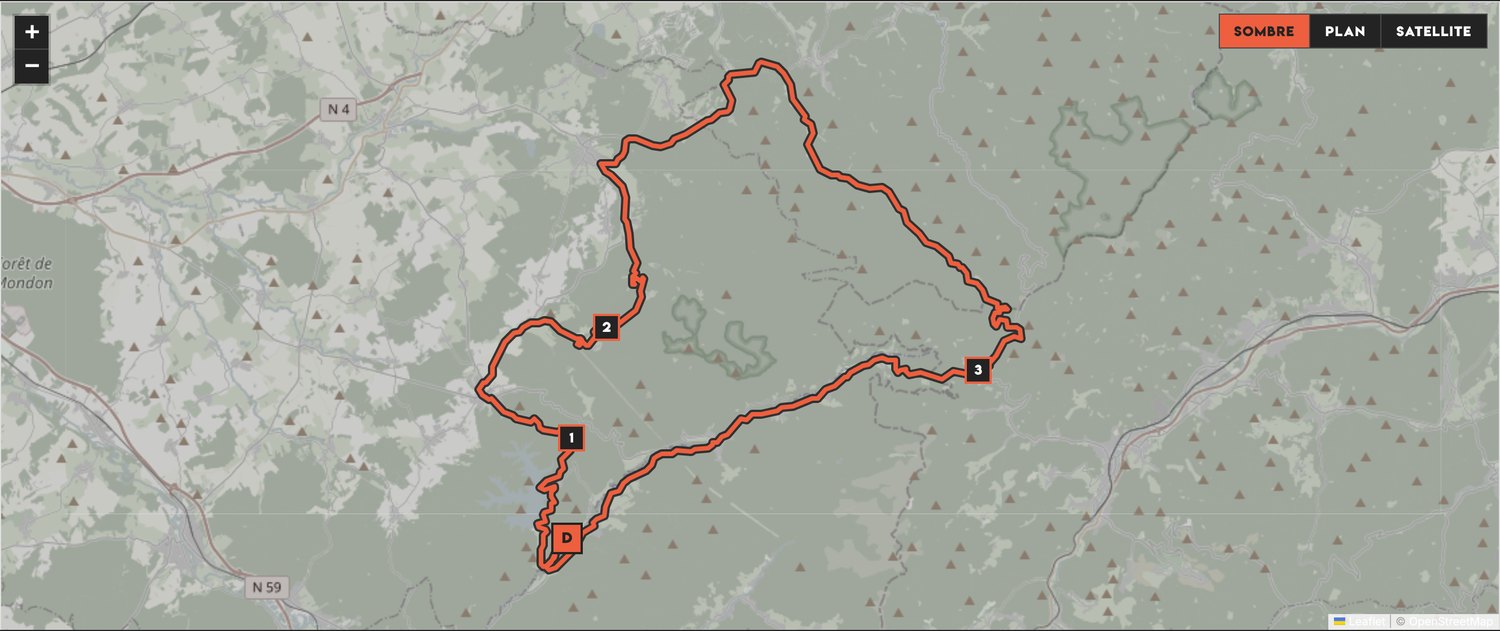 +
−
SOMBRE PLAN SATELLITE
N 4
orêt de
Mondon
2
3
1
D
N 59
Leaflet | © OpenStreetMap